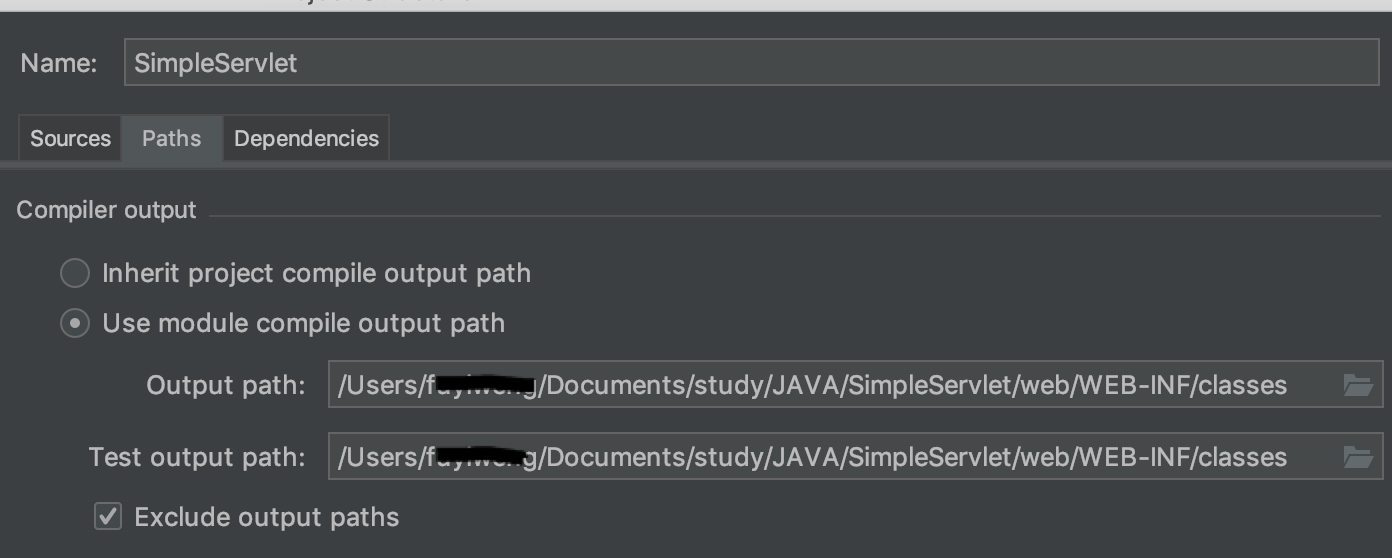 Name: SimpleServlet
Sources Paths Dependencies
Compiler output
Inherit project compile output path
Use module compile output path
Output path: /Users/ /Documents/study/JAVA/SimpleServlet/web/WEB-INF/classes
Test output path: /Users/ /Documents/study/JAVA/SimpleServlet/web/WEB-INF/classes
Exclude output paths